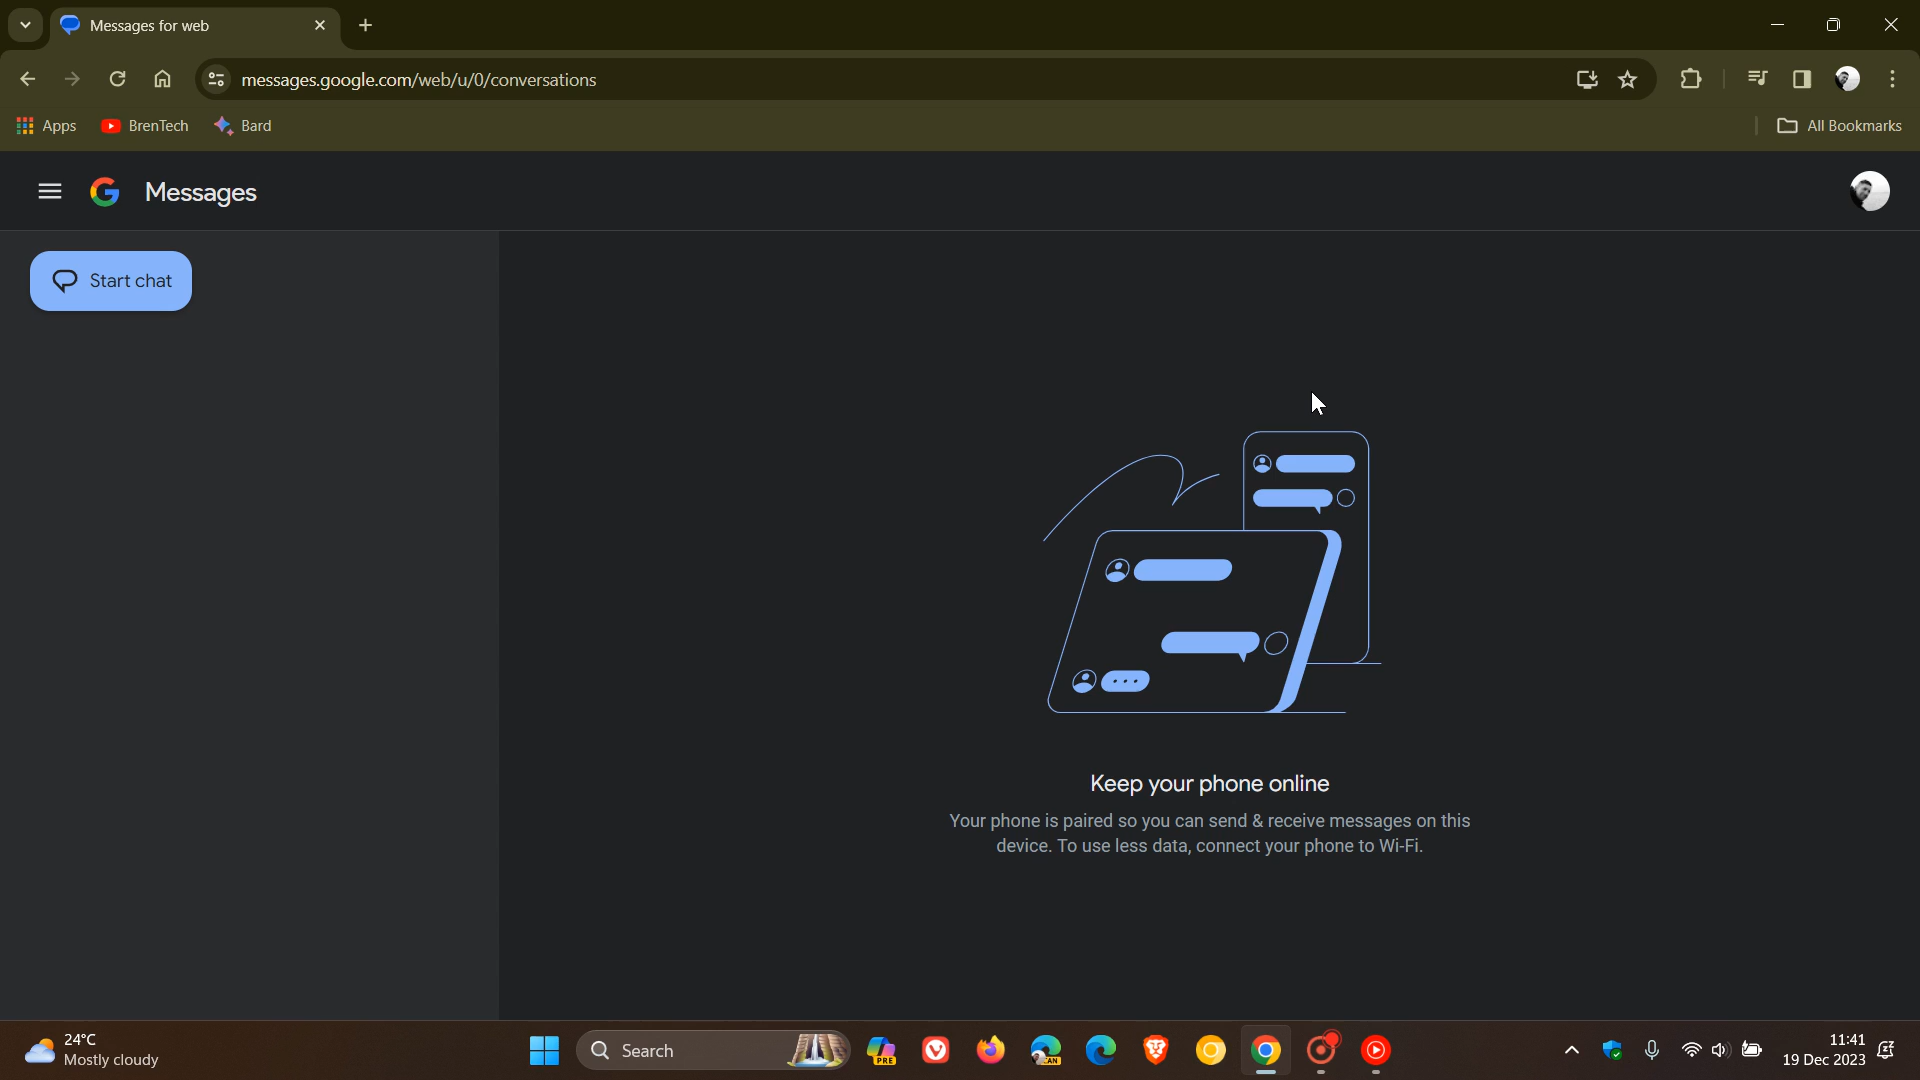 Messages for web
messages.google.com/web/u/0/conversations
Apps
BrenTech
Bard
All Bookmarks
Messages
Start chat
Keep your phone online
Your phone is paired so you can send & receive messages on this
device. To use less data, connect your phone to Wi-Fi.
24°C
Mostly cloudy
Search
PRE
CAN
11:41
19 Dec 2023